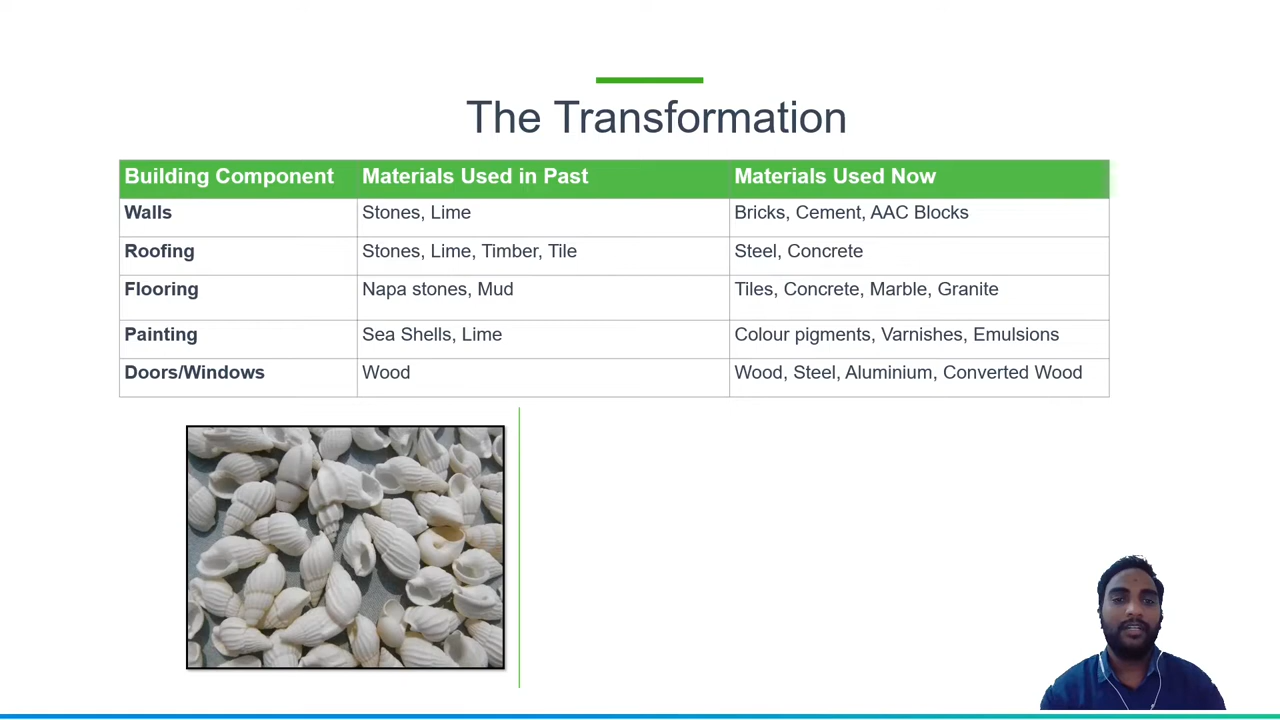 The Transformation
Building Component Materials Used in Past Materials Used Now
Walls Stones, Lime Bricks, Cement, AAC Blocks
Roofing Stones, Lime, Timber, Tile Steel, Concrete
Flooring Napa stones, Mud Tiles, Concrete, Marble, Granite
Painting Sea Shells, Lime Colour pigments, Varnishes, Emulsions
Doors/Windows Wood Wood, Steel, Aluminium, Converted Wood